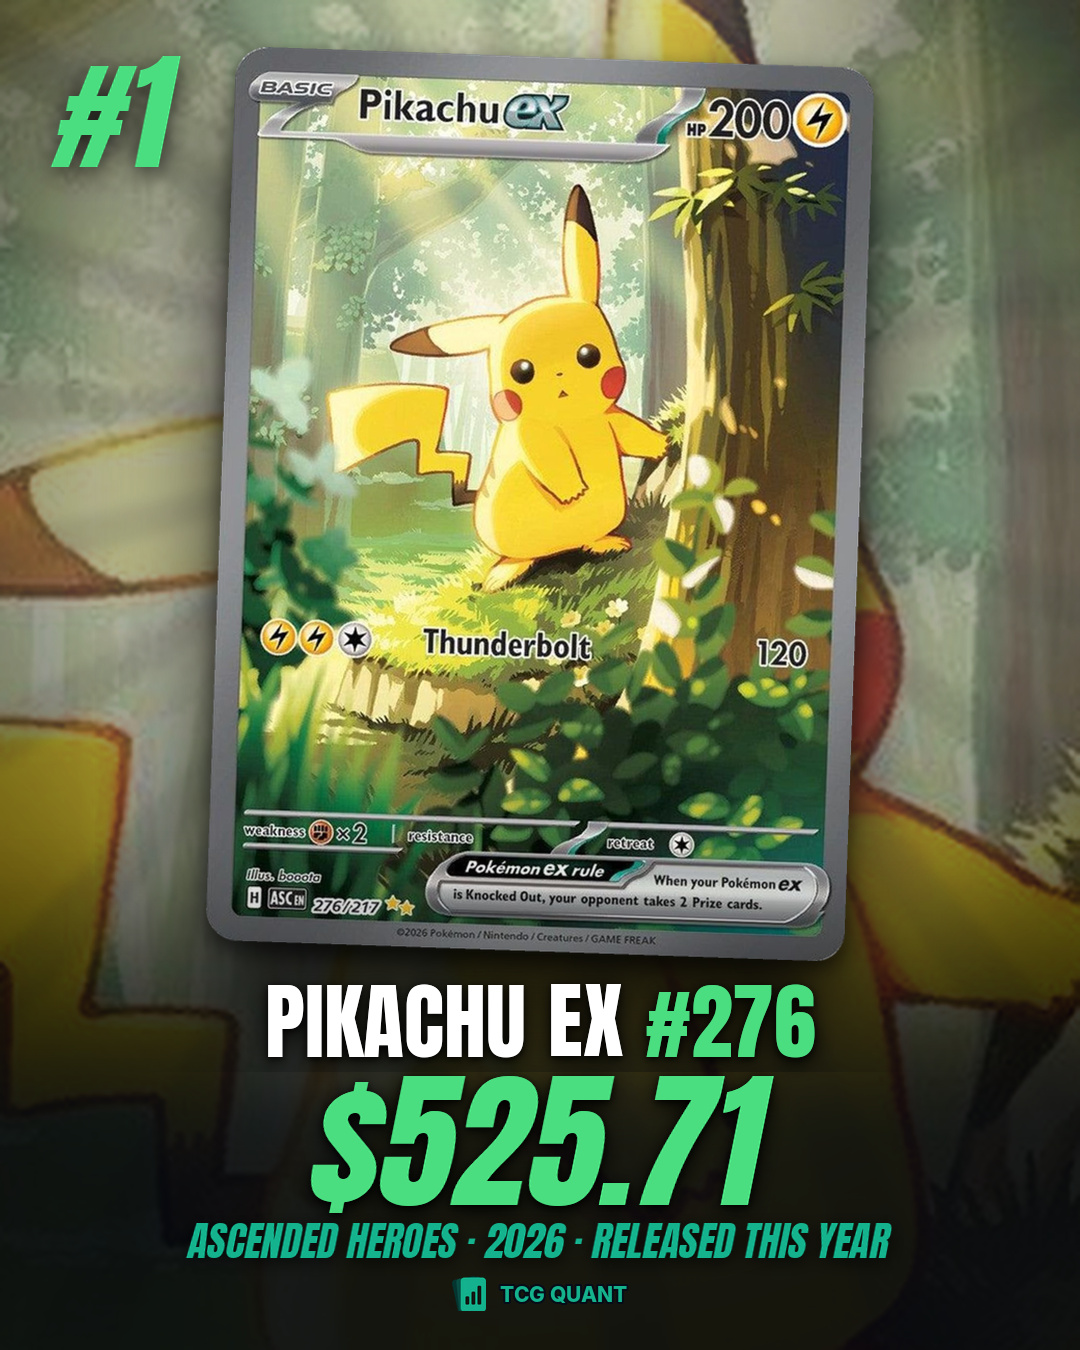 #1
BASIC
Pikachu ex HP 200
Thunderbolt 120
weakness ×2 resistance retreat
Illus. booota
Pokémon ex rule
When your Pokémon ex
is Knocked Out, your opponent takes 2 Prize cards.
H ASC EN 276/217
©2026 Pokémon / Nintendo / Creatures / GAME FREAK
PIKACHU EX #276
$525.71
ASCENDED HEROES · 2026 · RELEASED THIS YEAR
TCG QUANT